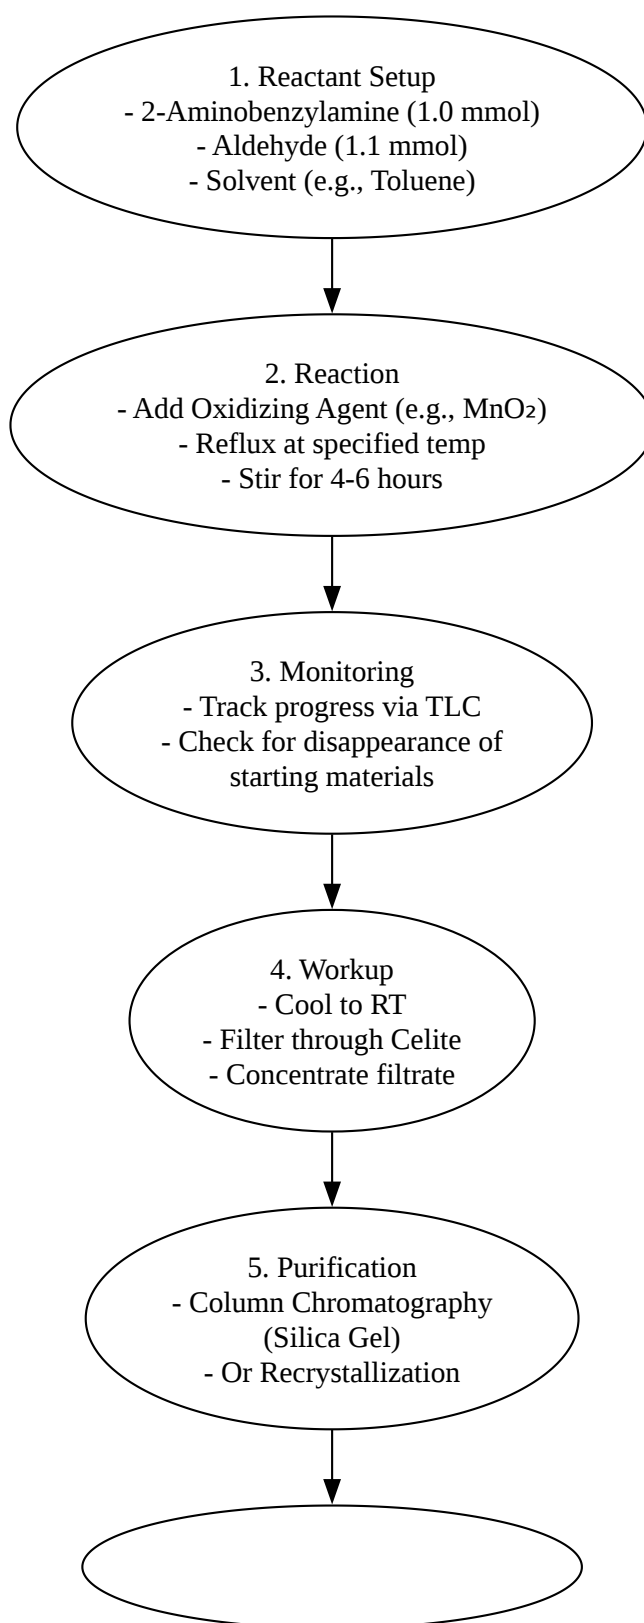 1. Reactant Setup
- 2-Aminobenzylamine (1.0 mmol)
- Aldehyde (1.1 mmol)
- Solvent (e.g., Toluene)
2. Reaction
- Add Oxidizing Agent (e.g., MnO₂)
- Reflux at specified temp
- Stir for 4-6 hours
3. Monitoring
- Track progress via TLC
- Check for disappearance of
starting materials
4. Workup
- Cool to RT
- Filter through Celite
- Concentrate filtrate
5. Purification
- Column Chromatography
(Silica Gel)
- Or Recrystallization